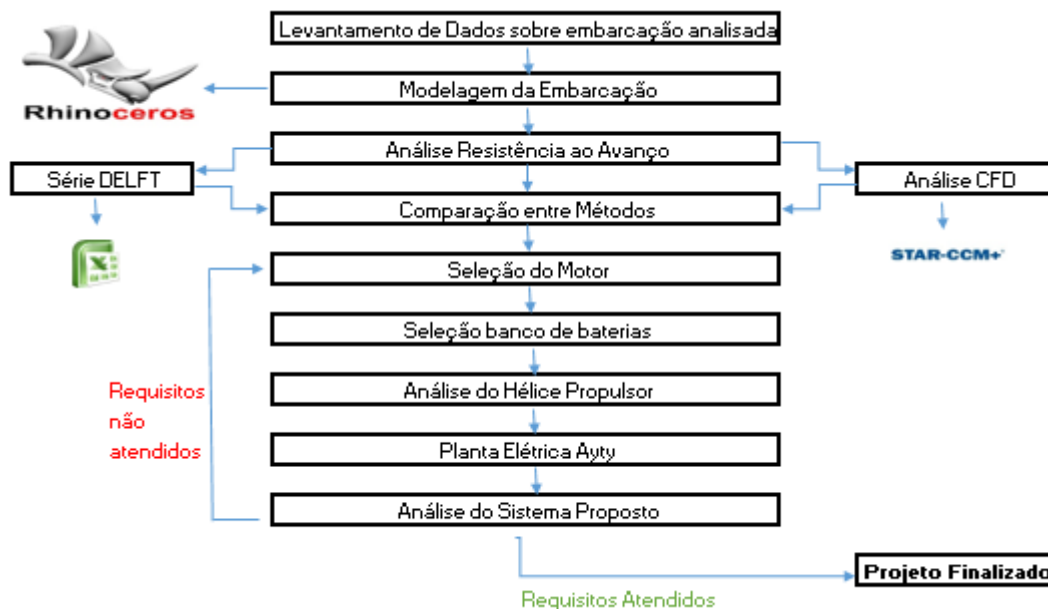 Levantamento de Dados sobre embarcação analisada
Rhinoceros
Modelagem da Embarcação
Análise Resistência ao Avanço
Série DELFT
Análise CFD
Comparação entre Métodos
STAR-CCM+
Seleção do Motor
Seleção banco de baterias
Requisitos
não
atendidos
Análise do Hélice Propulsor
Planta Elétrica Ayty
Análise do Sistema Proposto
Projeto Finalizado
Requisitos Atendidos